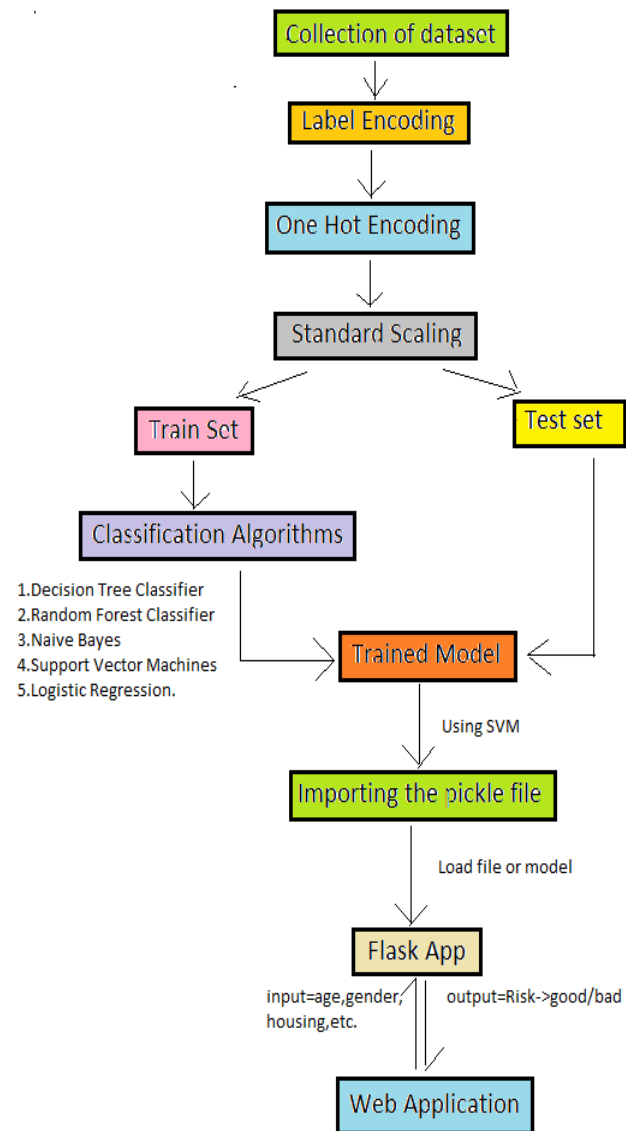 Collection of dataset
Label Encoding
One Hot Encoding
Standard Scaling
Train Set
Test set
Classification Algorithms
1.Decision Tree Classifier
2.Random Forest Classifier
3.Naive Bayes
4.Support Vector Machines
5.Logistic Regression.
Trained Model
Using SVM
Importing the pickle file
Load file or model
Flask App
input=age,gender,
housing,etc.
output=Risk->good/bad
Web Application